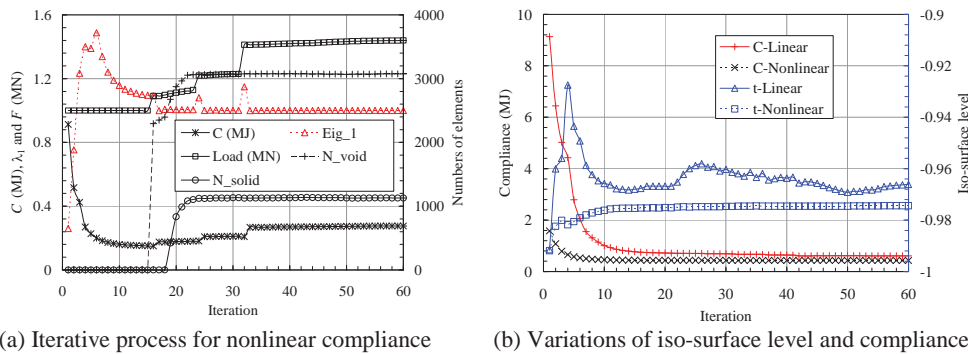 1.6
1.2
0.8
0.4
0
C (MJ), λ₁, and F (MN)
4000
3000
2000
1000
0
Nunbers of elements
C (MJ)
Eig_1
Load (MN)
N_void
N_solid
0 10 20 30 40 50 60
Iteration
(a) Iterative process for nonlinear compliance
10
8
6
4
2
0
Compliance (MJ)
-0.9
-0.92
-0.94
-0.96
-0.98
-1
Iso-surface level
C-Linear
C-Nonlinear
t-Linear
t-Nonlinear
0 10 20 30 40 50 60
Iteration
(b) Variations of iso-surface level and compliance